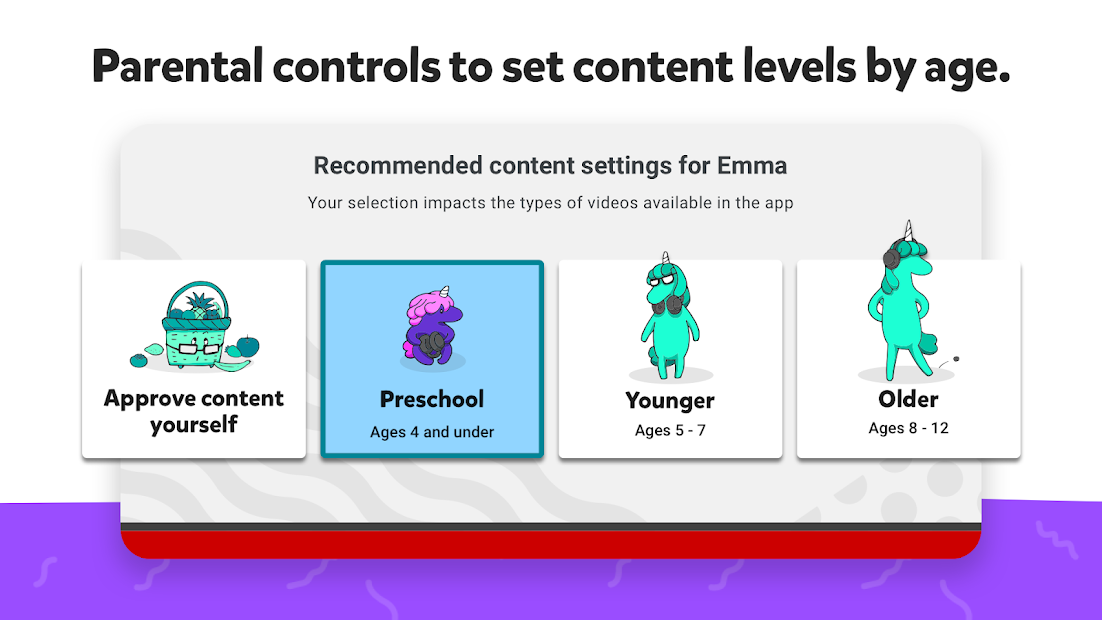 Parental controls to set content levels by age.
Recommended content settings for Emma
Your selection impacts the types of videos available in the app
Approve content
yourself
Preschool
Ages 4 and under
Younger
Ages 5 - 7
Older
Ages 8 - 12